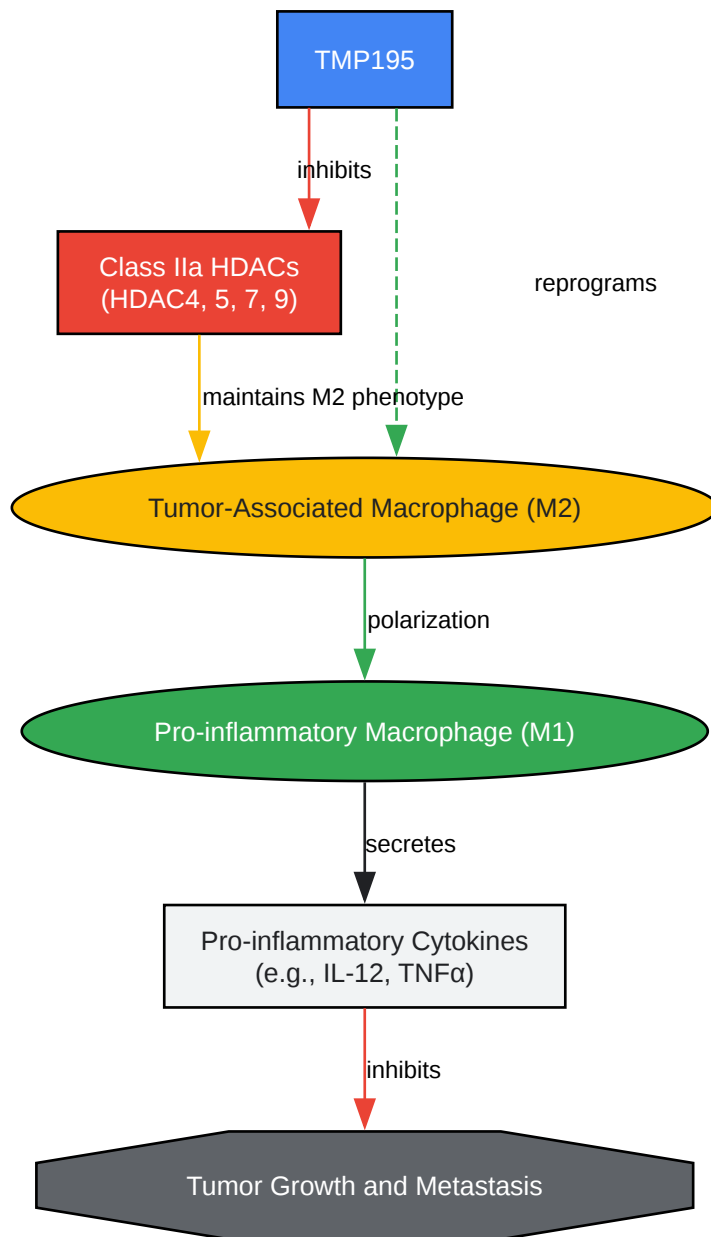 TMP195
inhibits
Class IIa HDACs
(HDAC4, 5, 7, 9)
reprograms
maintains M2 phenotype
Tumor-Associated Macrophage (M2)
polarization
Pro-inflammatory Macrophage (M1)
secretes
Pro-inflammatory Cytokines
(e.g., IL-12, TNFα)
inhibits
Tumor Growth and Metastasis